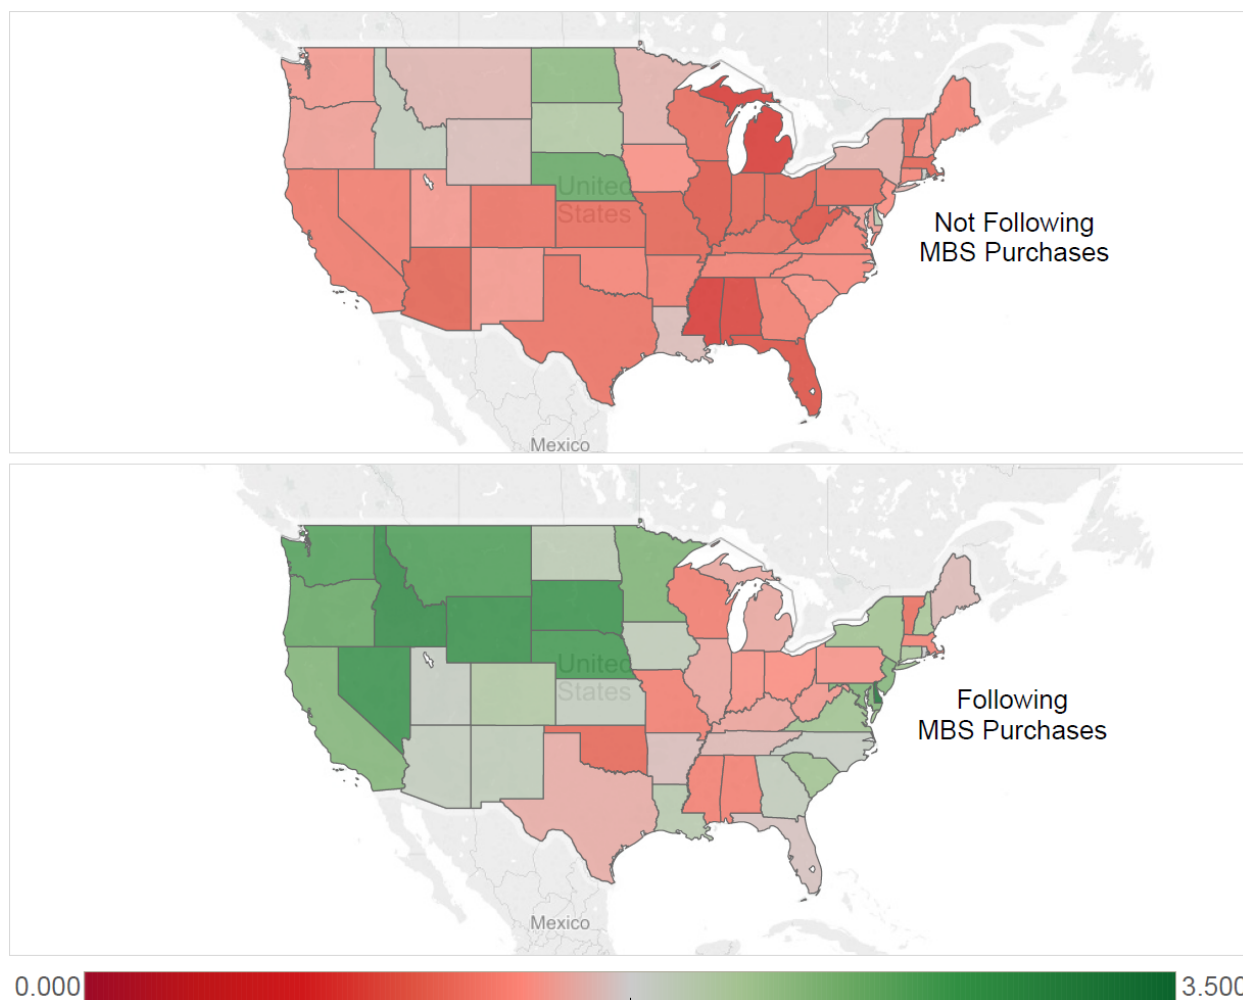 United
States
Not Following
MBS Purchases
Mexico
United
States
Following
MBS Purchases
Mexico
0.000
3.500